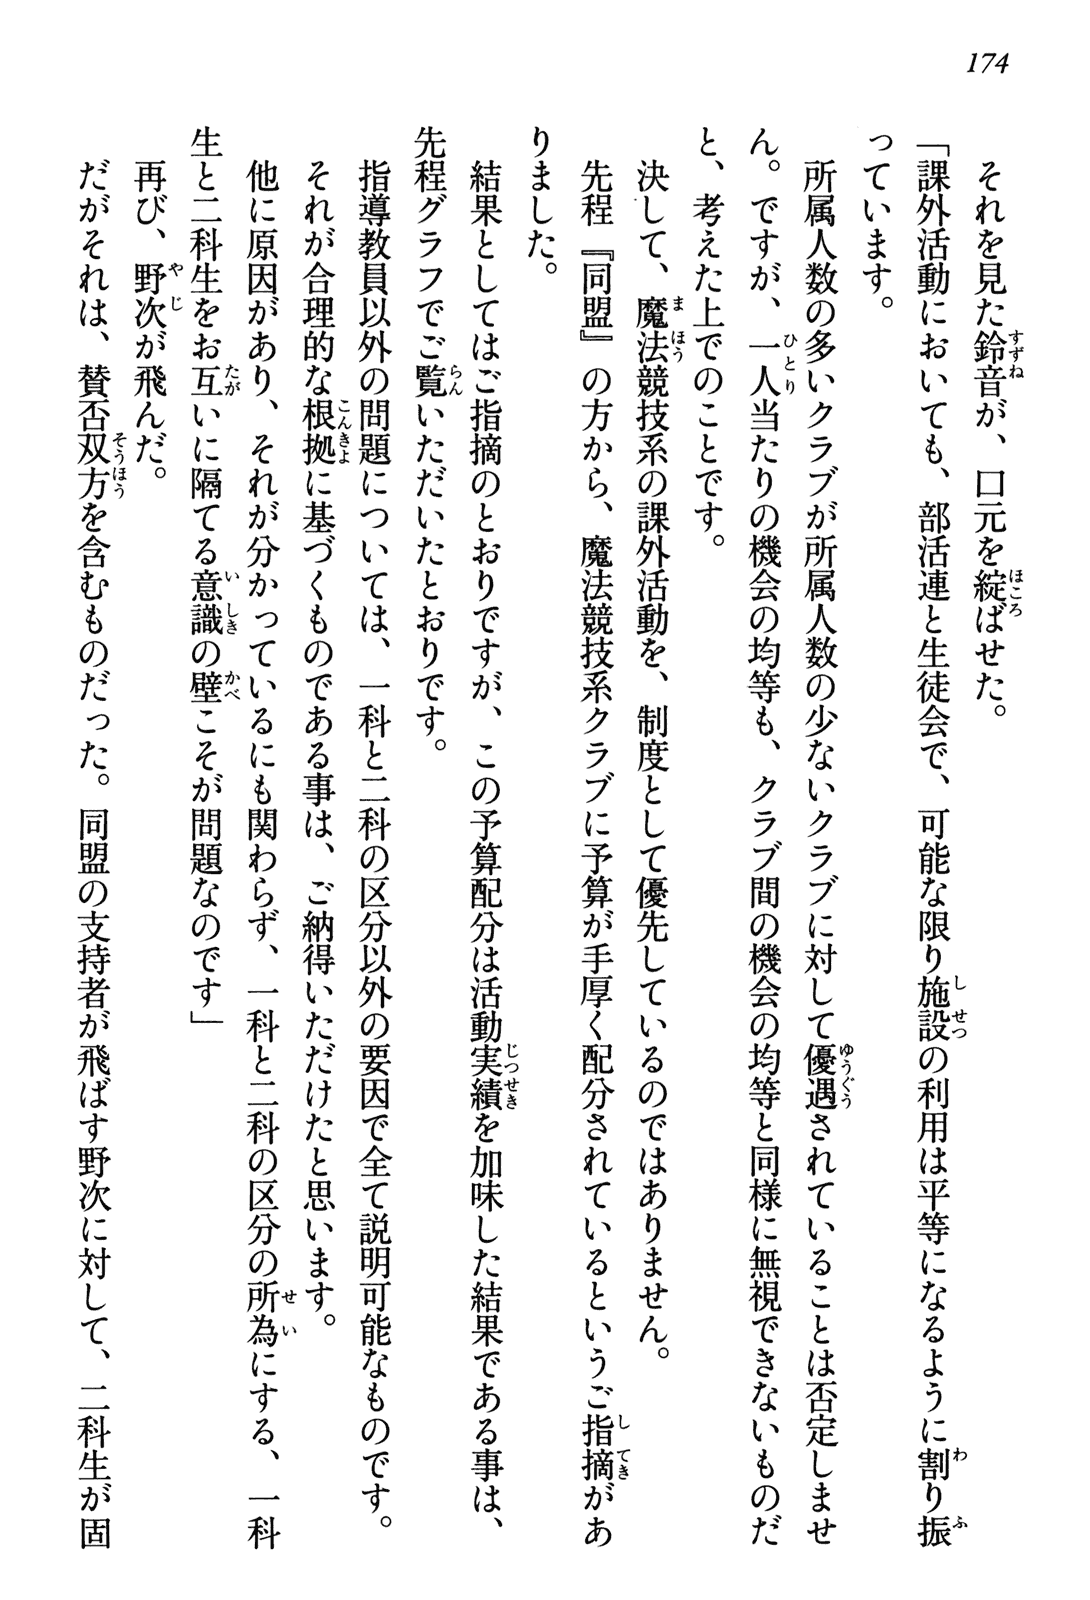 174
それを見た鈴音が、口元を綻ばせた。
「課外活動においても、部活連と生徒会で、可能な限り施設の利用は平等になるように割り振
っています。
所属人数の多いクラブが所属人数の少ないクラブに対して優遇されていることは否定しませ
ん。ですが、一人当たりの機会の均等も、クラブ間の機会の均等と同様に無視できないものだ
と、考えた上でのことです。
決して、魔法競技系の課外活動を、制度として優先しているのではありません。
先程『同盟』の方から、魔法競技系クラブに予算が手厚く配分されているというご指摘があ
りました。
結果としてはご指摘のとおりですが、この予算配分は活動実績を加味した結果である事は、
先程グラフでご覧いただいたとおりです。
指導教員以外の問題については、一科と二科の区分以外の要因で全て説明可能なものです。
それが合理的な根拠に基づくものである事は、ご納得いただけたと思います。
他に原因があり、それが分かっているにも関わらず、一科と二科の区分の所為にする、一科
生と二科生をお互いに隔てる意識の壁こそが問題なのです」
再び、野次が飛んだ。
だがそれは、賛否双方を含むものだった。同盟の支持者が飛ばす野次に対して、二科生が固